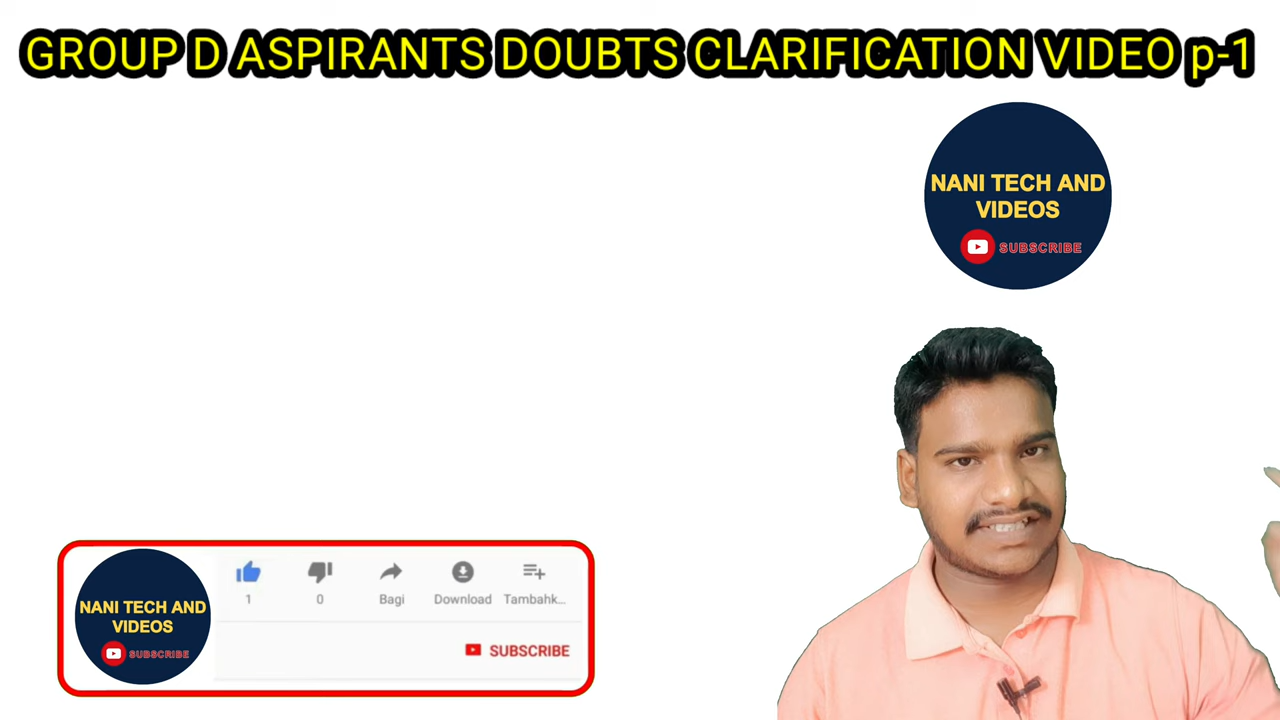 GROUP D ASPIRANTS DOUBTS CLARIFICATION VIDEO p-1
NANI TECH AND
VIDEOS
SUBSCRIBE
NANI TECH AND
VIDEOS
SUBSCRIBE
1
0
Bagi
Download
Tambahk...
SUBSCRIBE